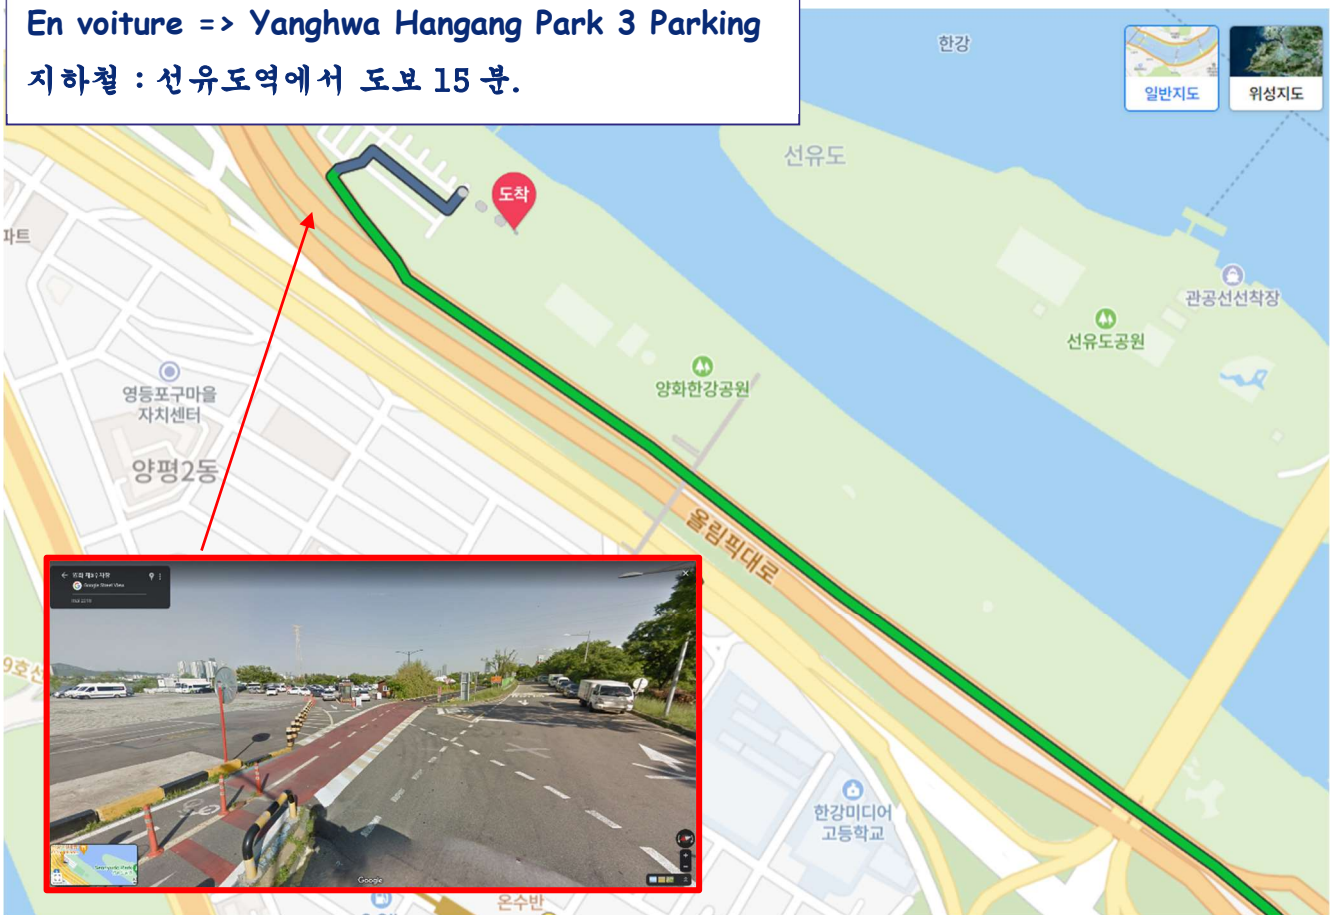 En voiture => Yanghwa Hangang Park 3 Parking
지하철 : 선유도역에서 도보 15 분.
한강
일반지도
위성지도
선유도
도착
파트
관공선선착장
선유도공원
양화한강공원
영등포구마을
자치센터
양평2동
올림픽대로
Google Street View
9호선
Google
한강미디어
고등학교
온수반